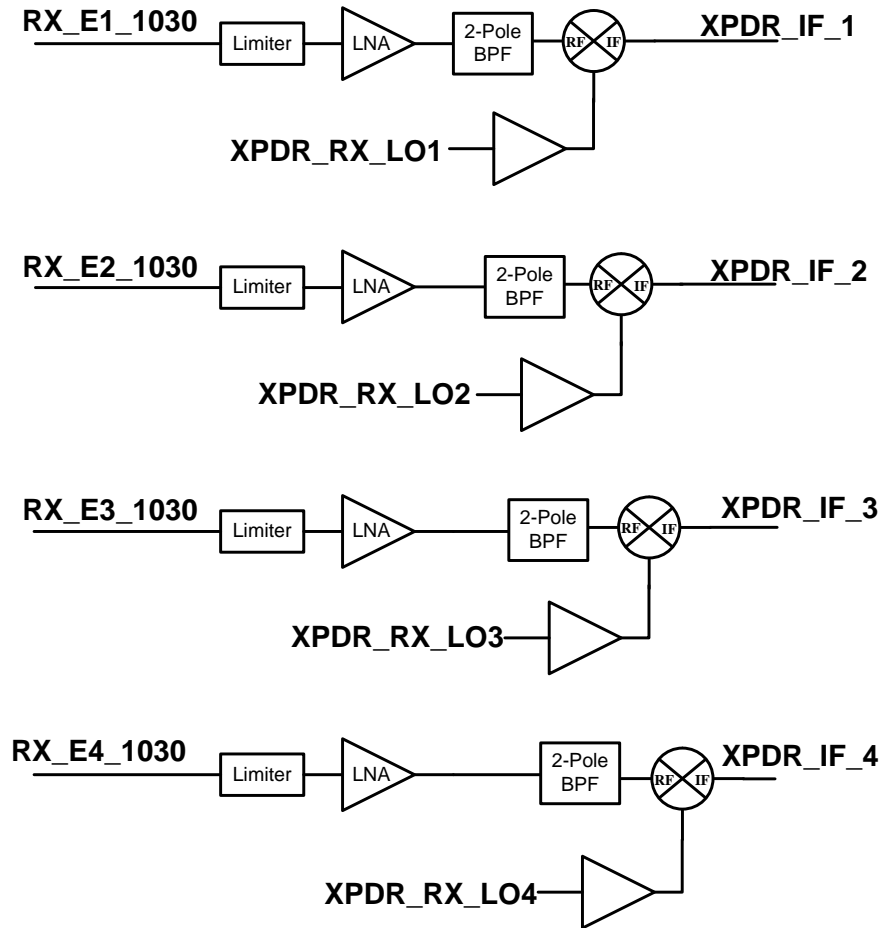 RX_E1_1030
XPDR_IF_1
Limiter
LNA
2-Pole
BPF
RF
IF
XPDR_RX_LO1
RX_E2_1030
XPDR_IF_2
Limiter
LNA
2-Pole
BPF
RF
IF
XPDR_RX_LO2
RX_E3_1030
XPDR_IF_3
Limiter
LNA
2-Pole
BPF
RF
IF
XPDR_RX_LO3
RX_E4_1030
XPDR_IF_4
Limiter
LNA
2-Pole
BPF
RF
IF
XPDR_RX_LO4